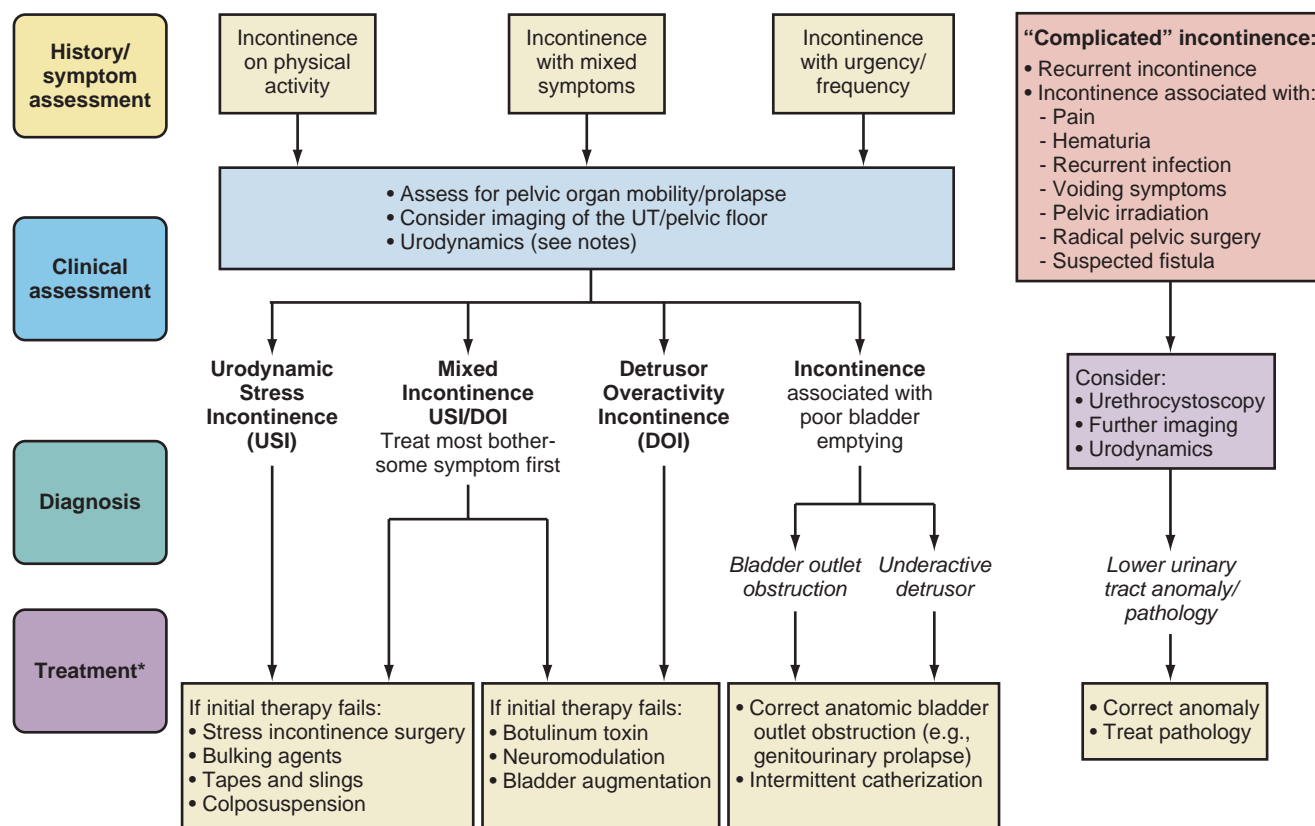 History/
symptom
assessment
Clinical
assessment
Diagnosis
Treatment*
Incontinence
on physical
activity
Incontinence
with mixed
symptoms
Incontinence
with urgency/
frequency
• Assess for pelvic organ mobility/prolapse
• Consider imaging of the UT/pelvic floor
• Urodynamics (see notes)
Urodynamic
Stress
Incontinence
(USI)
Mixed
Incontinence
USI/DOI
Treat most bother-
some symptom first
Detrusor
Overactivity
Incontinence
(DOI)
Incontinence
associated with
poor bladder
emptying
Bladder outlet
obstruction
Underactive
detrusor
If initial therapy fails:
• Stress incontinence surgery
• Bulking agents
• Tapes and slings
• Colposuspension
If initial therapy fails:
• Botulinum toxin
• Neuromodulation
• Bladder augmentation
• Correct anatomic bladder
outlet obstruction (e.g.,
genitourinary prolapse)
• Intermittent catherization
“Complicated” incontinence:
• Recurrent incontinence
• Incontinence associated with:
- Pain
- Hematuria
- Recurrent infection
- Voiding symptoms
- Pelvic irradiation
- Radical pelvic surgery
- Suspected fistula
Consider:
• Urethrocystoscopy
• Further imaging
• Urodynamics
Lower urinary
tract anomaly/
pathology
• Correct anomaly
• Treat pathology